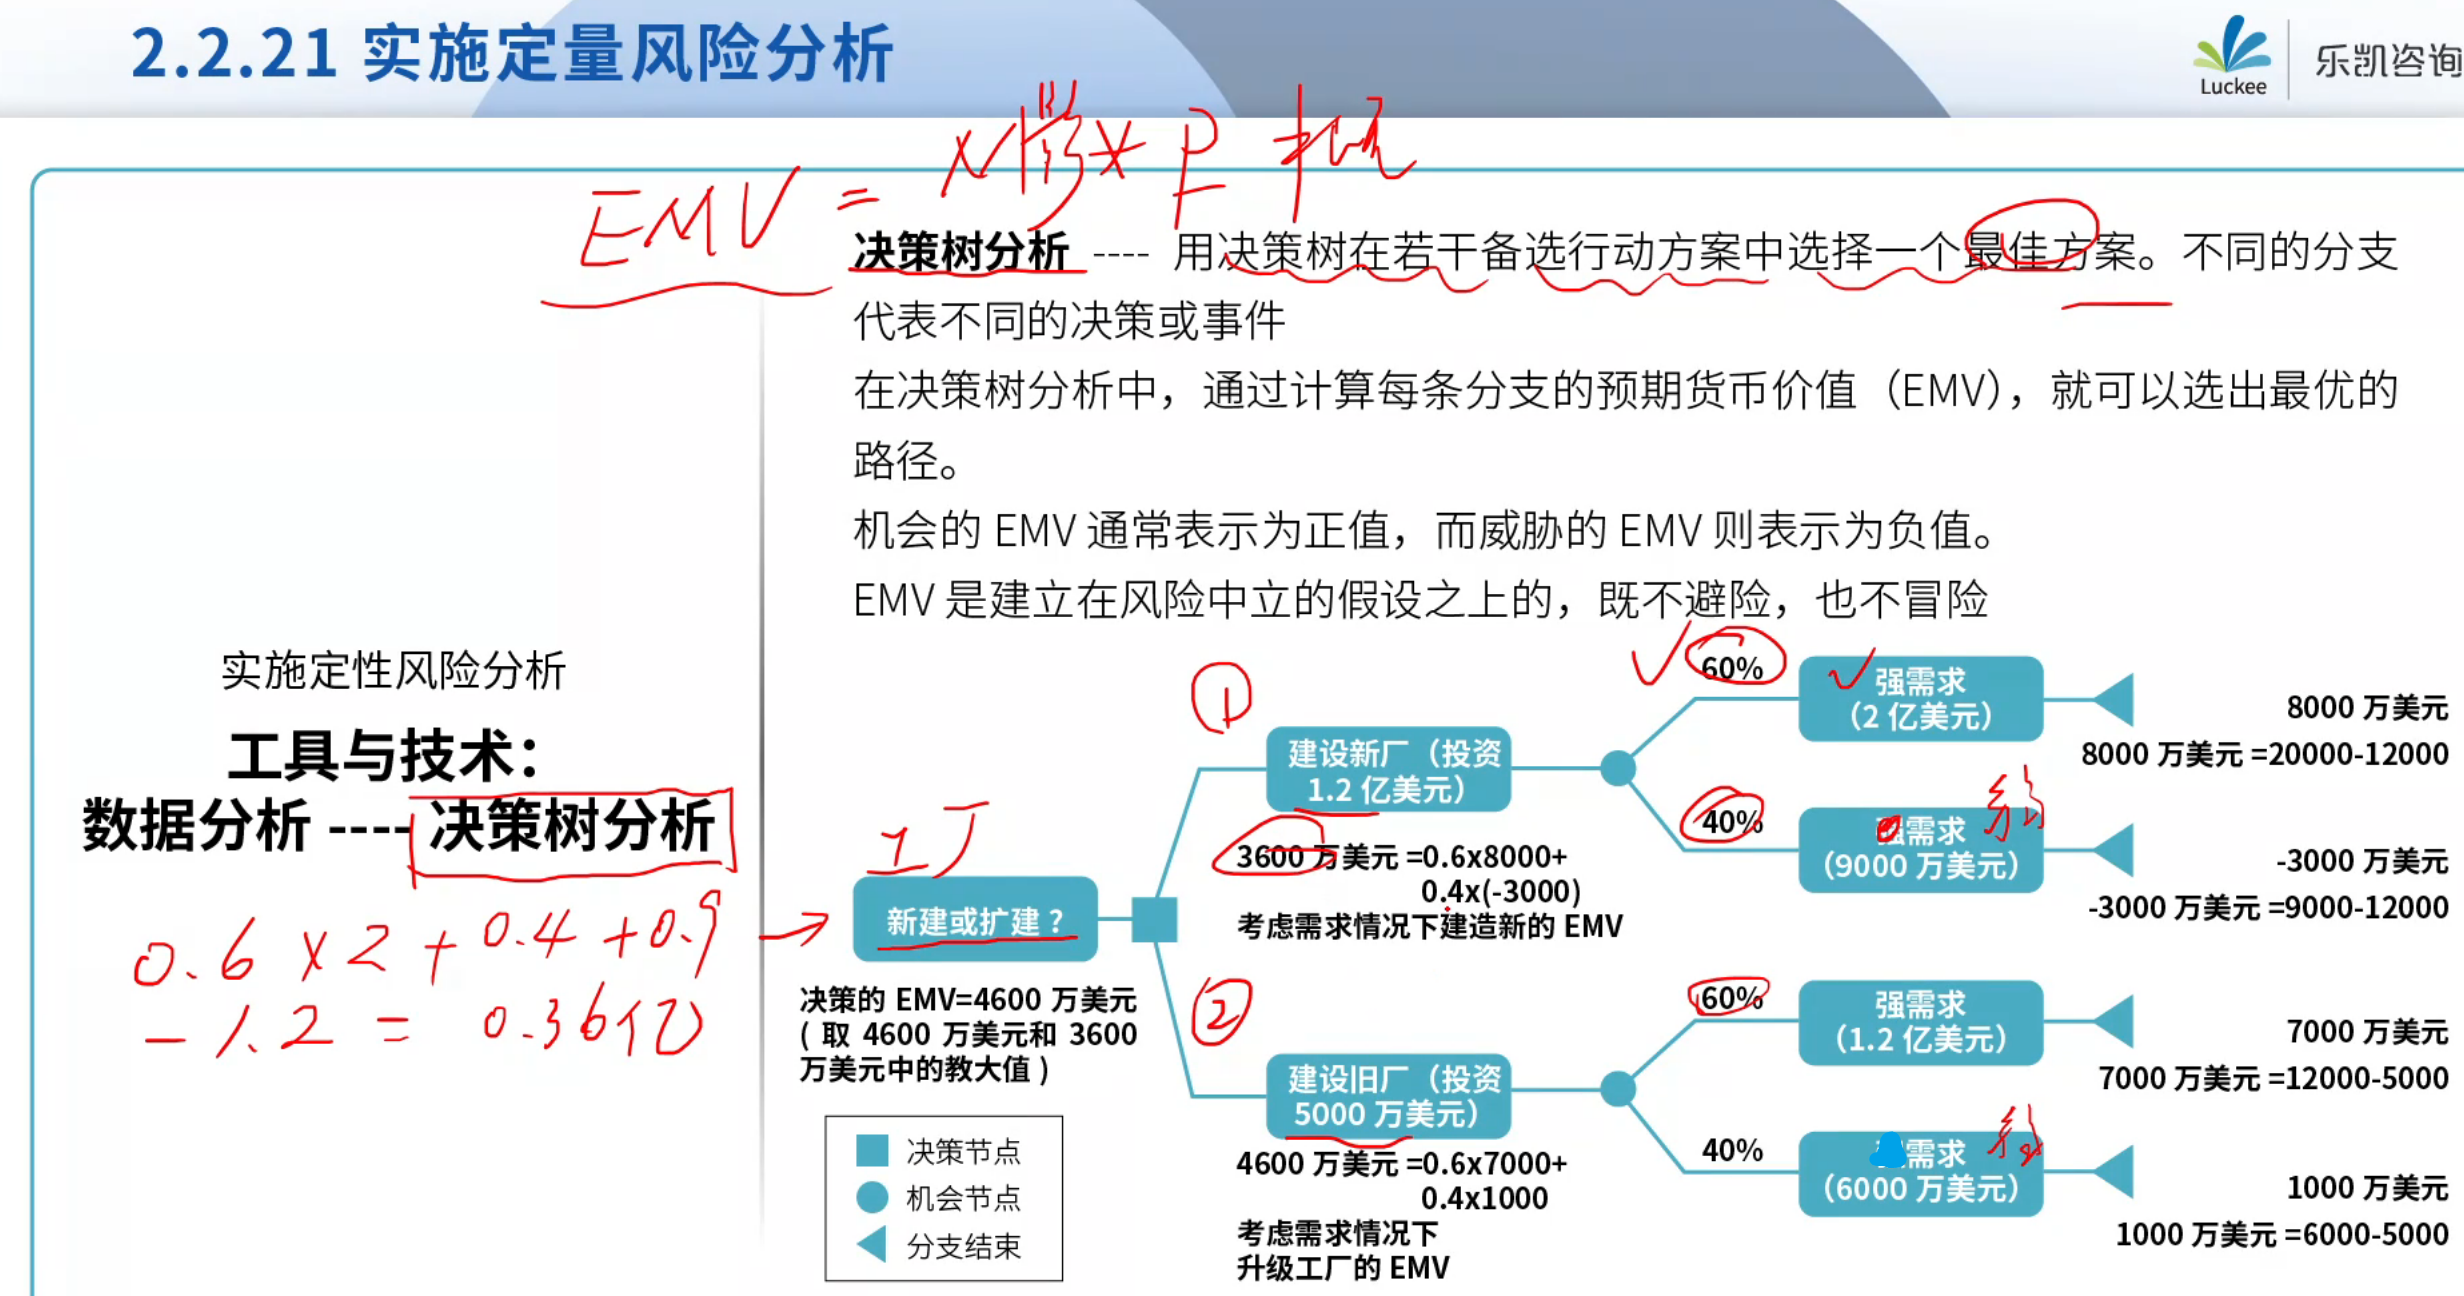 2.2.21 实施定量风险分析
Luckee
乐凯咨询
EMV = 影 × P 概
决策树分析 ---- 用决策树在若干备选行动方案中选择一个最佳方案。不同的分支
代表不同的决策或事件
在决策树分析中，通过计算每条分支的预期货币价值（EMV），就可以选出最优的
路径。
机会的 EMV 通常表示为正值，而威胁的 EMV 则表示为负值。
EMV 是建立在风险中立的假设之上的，既不避险，也不冒险
实施定性风险分析
工具与技术：
数据分析 ---- 决策树分析
0.6 × 2 + 0.4 + 0.9
- 1.2 = 0.36亿
工厂
新建或扩建 ?
决策的 EMV=4600 万美元
( 取 4600 万美元和 3600
万美元中的教大值 )
决策节点
机会节点
分支结束
①
建设新厂（投资
1.2 亿美元）
3600 万美元 =0.6x8000+
0.4x(-3000)
考虑需求情况下建造新的 EMV
60%
强需求
（2 亿美元）
8000 万美元
8000 万美元 =20000-12000
40%
强需求
（9000 万美元）
-3000 万美元
-3000 万美元 =9000-12000
②
建设旧厂（投资
5000 万美元）
4600 万美元 =0.6x7000+
0.4x1000
考虑需求情况下
升级工厂的 EMV
60%
强需求
（1.2 亿美元）
7000 万美元
7000 万美元 =12000-5000
40%
需求
（6000 万美元）
1000 万美元
1000 万美元 =6000-5000